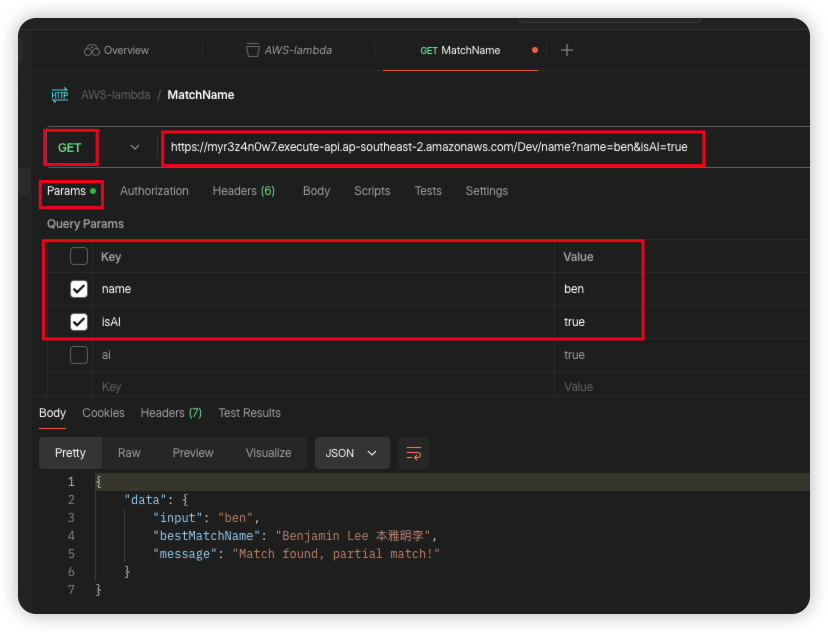 Overview AWS-lambda GET MatchName
HTTP AWS-lambda / MatchName
GET https://myr3z4n0w7.execute-api.ap-southeast-2.amazonaws.com/Dev/name?name=ben&isAI=true
Params Authorization Headers (6) Body Scripts Tests Settings
Query Params
Key Value
name ben
isAI true
ai true
Key Value
Body Cookies Headers (7) Test Results
Pretty Raw Preview Visualize JSON
1 {
2 "data": {
3 "input": "ben",
4 "bestMatchName": "Benjamin Lee 本雅明李",
5 "message": "Match found, partial match!"
6 }
7 }